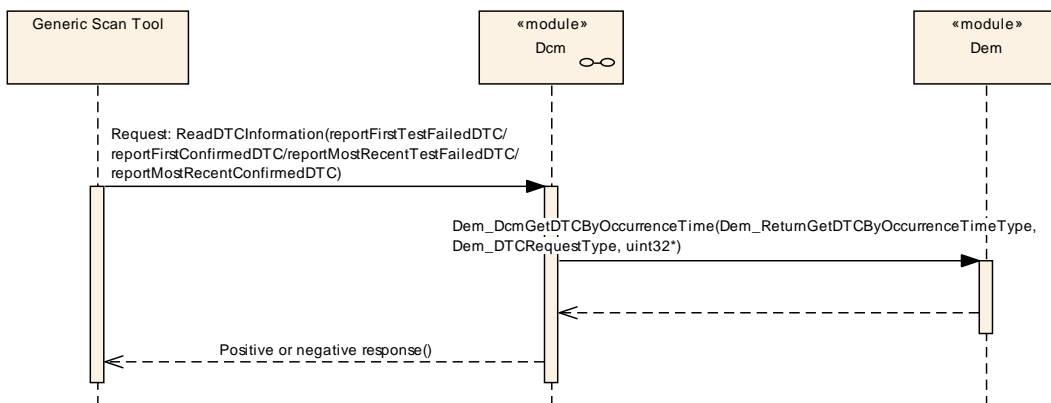 Generic Scan Tool
«module»
Dcm
«module»
Dem
Request: ReadDTCInformation(reportFirstTestFailedDTC/
reportFirstConfirmedDTC/reportMostRecentTestFailedDTC/
reportMostRecentConfirmedDTC)
Dem_DcmGetDTCByOccurrenceTime(Dem_ReturnGetDTCByOccurrenceTimeType,
Dem_DTCRequestType, uint32*)
Positive or negative response()